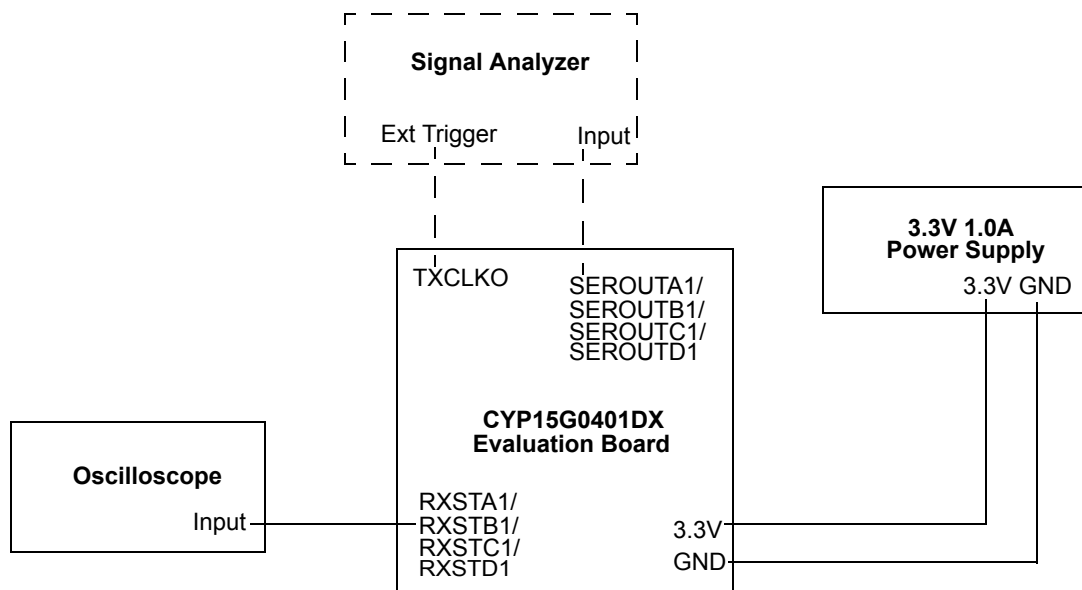 Signal Analyzer
Ext Trigger
Input
TXCLKO
SEROUTA1/
SEROUTB1/
SEROUTC1/
SEROUTD1
3.3V 1.0A
Power Supply
3.3V GND
CYP15G0401DX
Evaluation Board
Oscilloscope
Input
RXSTA1/
RXSTB1/
RXSTC1/
RXSTD1
3.3V
GND